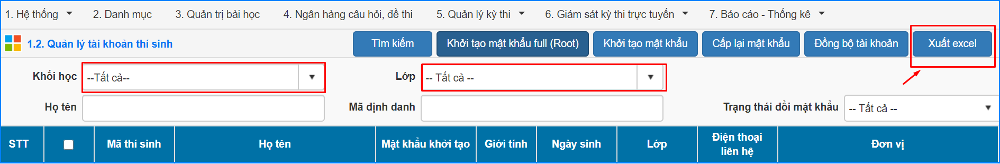 1. Hệ thống 2. Danh mục 3. Quản trị bài học 4. Ngân hàng câu hỏi, đề thi 5. Quản lý kỳ thi 6. Giám sát kỳ thi trực tuyến 7. Báo cáo - Thống kê
1.2. Quản lý tài khoản thí sinh Tìm kiếm Khởi tạo mật khẩu full (Root) Khởi tạo mật khẩu Cấp lại mật khẩu Đồng bộ tài khoản Xuất excel
Khối học --Tất cả-- Lớp -- Tất cả --
Họ tên Mã định danh Trạng thái đổi mật khẩu -- Tất cả --
STT Mã thí sinh Họ tên Mật khẩu khởi tạo Giới tính Ngày sinh Lớp Điện thoại Đơn vị
liên hệ